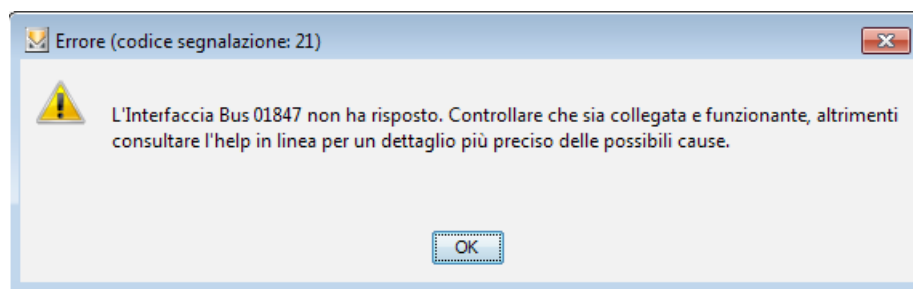 Errore (codice segnalazione: 21)
L'Interfaccia Bus 01847 non ha risposto. Controllare che sia collegata e funzionante, altrimenti
consultare l'help in linea per un dettaglio più preciso delle possibili cause.
OK